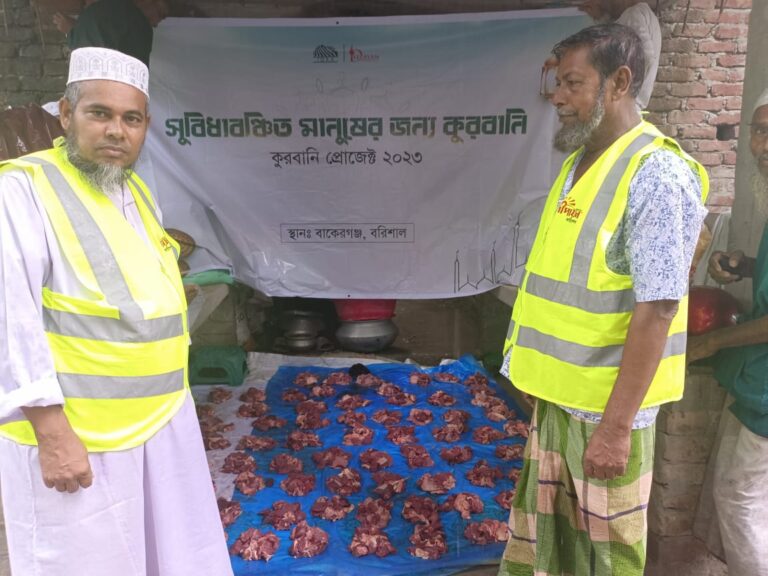 সুবিধাবঞ্চিত মানুষের জন্য কুরবানি
কুরবানি প্রোজেক্ট ২০২৩
স্থানঃ বাকেরগঞ্জ, বরিশাল